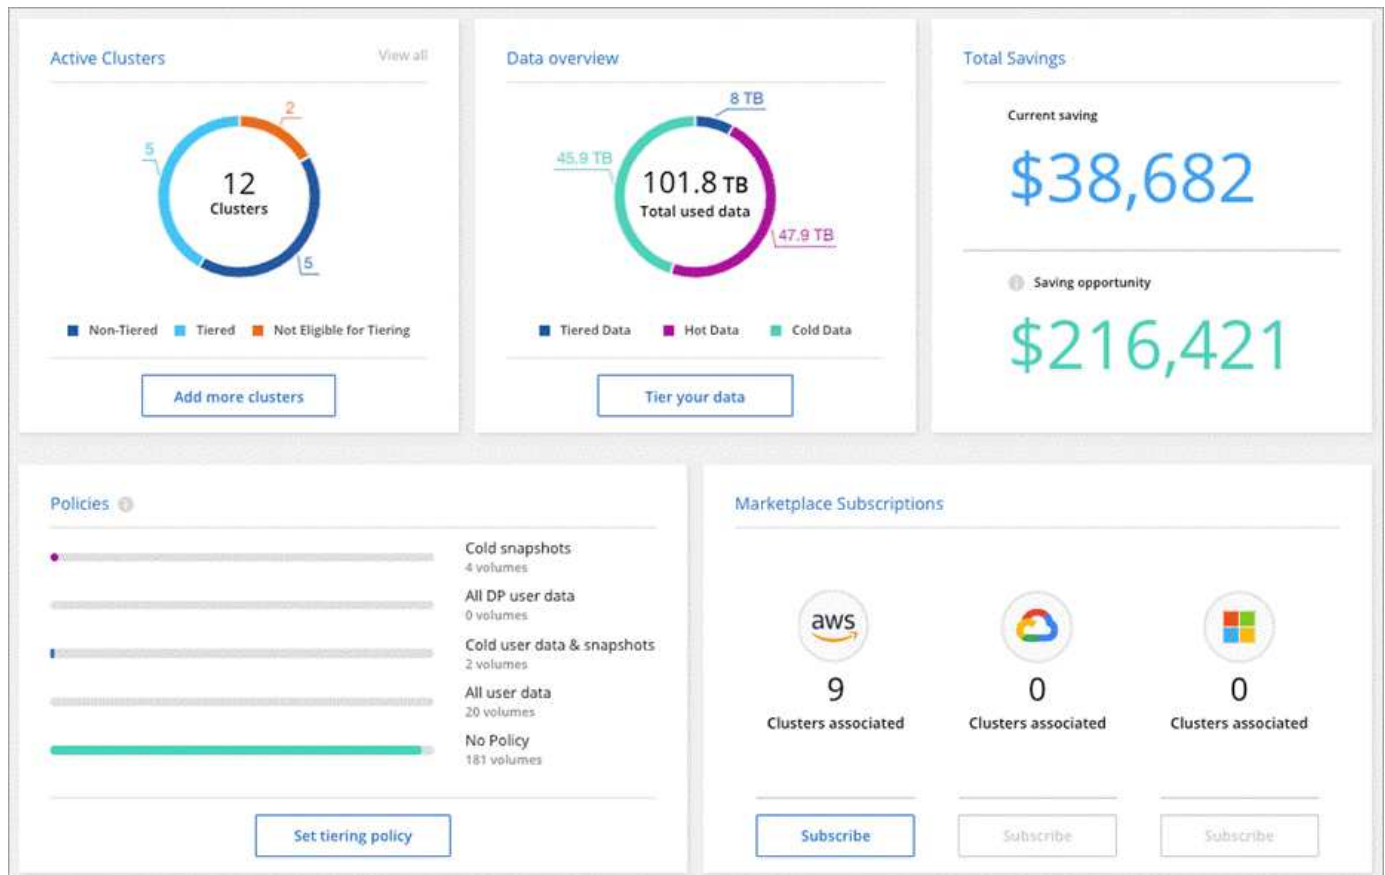 Active Clusters
View all
2
5
12
Clusters
5
Non-Tiered
Tiered
Not Eligible for Tiering
Add more clusters
Data overview
8 TB
45.9 TB
101.8 TB
Total used data
47.9 TB
Tiered Data
Hot Data
Cold Data
Tier your data
Total Savings
Current saving
$38,682
Saving opportunity
$216,421
Policies
Cold snapshots
4 volumes
All DP user data
0 volumes
Cold user data & snapshots
2 volumes
All user data
20 volumes
No Policy
181 volumes
Set tiering policy
Marketplace Subscriptions
aws
9
Clusters associated
Subscribe
0
Clusters associated
Subscribe
0
Clusters associated
Subscribe